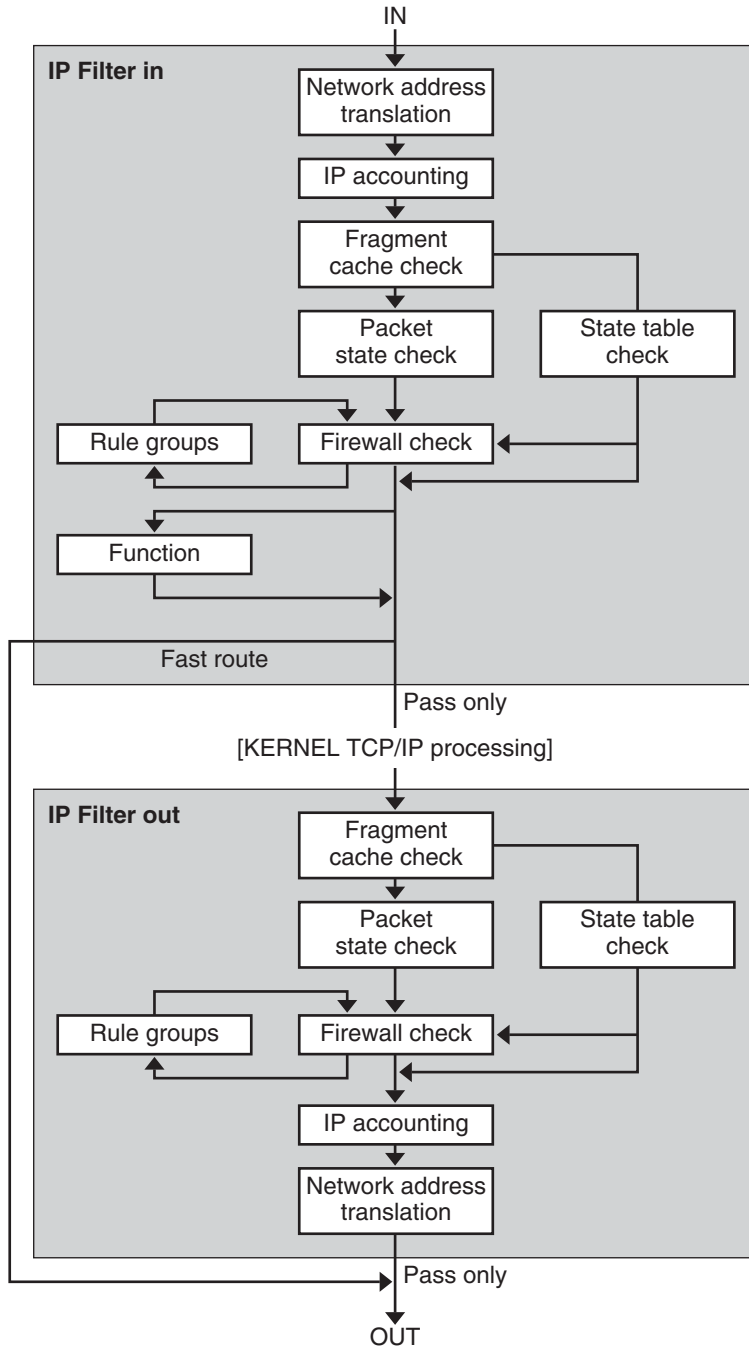 IN
IP Filter in
Network address
translation
IP accounting
Fragment
cache check
Packet
state check
State table
check
Rule groups
Firewall check
Function
Fast route
Pass only
[KERNEL TCP/IP processing]
IP Filter out
Fragment
cache check
Packet
state check
State table
check
Rule groups
Firewall check
IP accounting
Network address
translation
Pass only
OUT